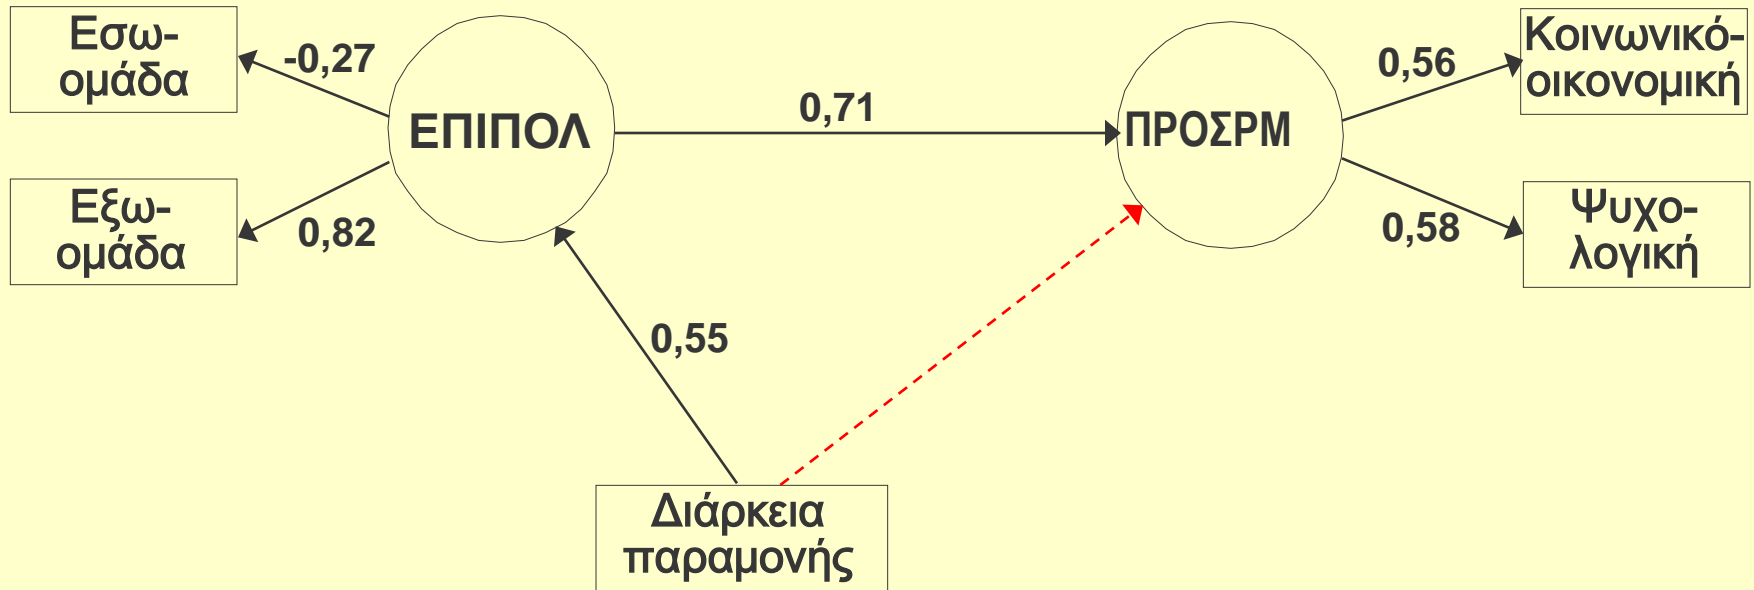 Εσω-
ομάδα
-0,27
ΕΠΙΠΟΛ
0,71
ΠΡΟΣΡΜ
0,56
Κοινωνικό-
οικονομική
Εξω-
ομάδα
0,82
0,58
Ψυχο-
λογική
0,55
Διάρκεια
παραμονής